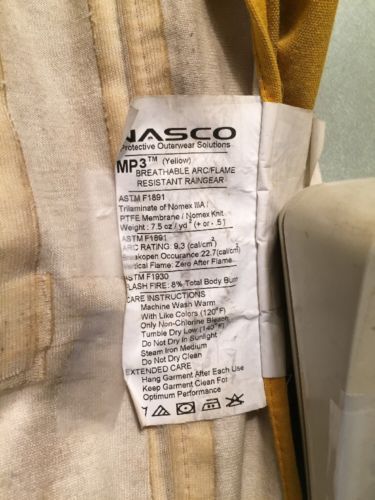 NASCO
Protective Outerwear Solutions
MP3™ (Yellow)
BREATHABLE ARC/FLAME
RESISTANT RAINGEAR
ASTM F1891
Trilaminate of Nomex IIIA /
PTFE Membrane / Nomex Knit
Weight : 7.5 oz / yd² (+ or - .5)
ASTM F1891
ARC RATING: 9.3 (cal/cm²)
Breakopen Occurance 22.7(cal/cm²)
Vertical Flame: Zero After Flame
ASTM F1930
FLASH FIRE: 8% Total Body Burn
CARE INSTRUCTIONS
Machine Wash Warm
With Like Colors (120°F)
Only Non-Chlorine Bleach
Tumble Dry Low (140°F)
Do Not Dry In Sunlight
Steam Iron Medium
Do Not Dry Clean
EXTENDED CARE
Hang Garment After Each Use
Keep Garment Clean For
Optimum Performance